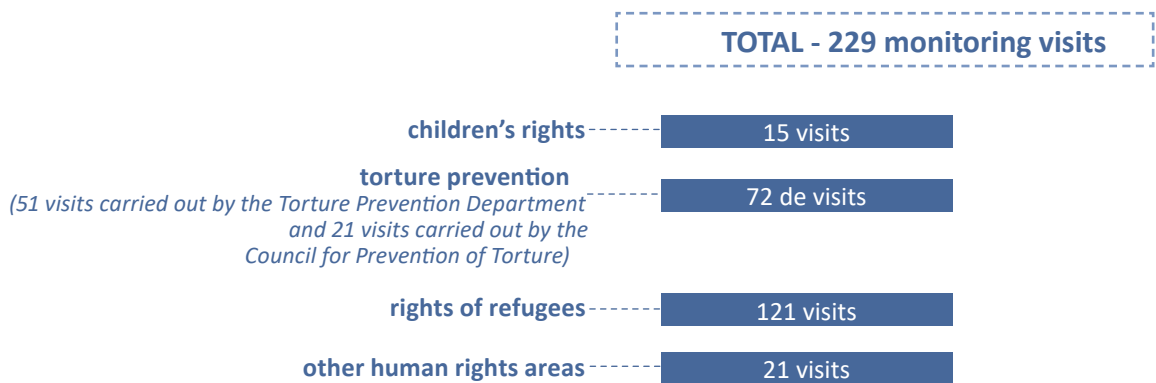 TOTAL - 229 monitoring visits
children’s rights
15 visits
torture prevention
(51 visits carried out by the Torture Prevention Department
and 21 visits carried out by the
Council for Prevention of Torture)
72 de visits
rights of refugees
121 visits
other human rights areas
21 visits